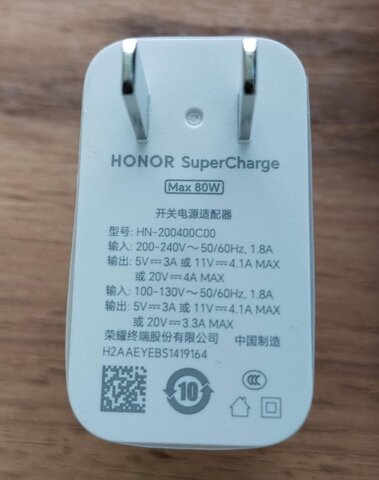 HONOR SuperCharge
Max 80W
开关电源适配器
型号: HN-200400C00
输入: 200-240V~50/60Hz, 1.8A
输出: 5V⎓3A 或 11V⎓4.1A MAX
或 20V⎓4A MAX
输入: 100-130V~50/60Hz, 1.8A
输出: 5V⎓3A 或 11V⎓4.1A MAX
或 20V⎓3.3A MAX
荣耀终端股份有限公司 中国制造
H2AAEYEBS1419164
10
CCC